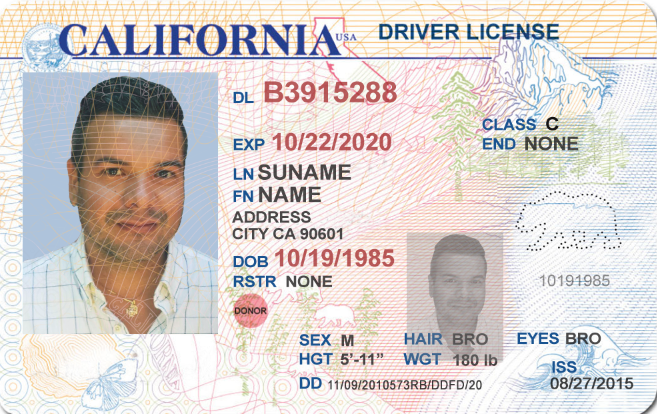 CALIFORNIA USA DRIVER LICENSE
DL B3915288
EXP 10/22/2020
CLASS C
END NONE
LN SUNAME
FN NAME
ADDRESS
CITY CA 90601
DOB 10/19/1985
RSTR NONE
10191985
DONOR
SEX M HAIR BRO EYES BRO
HGT 5'-11" WGT 180 lb
ISS
DD 11/09/2010573RB/DDFD/20 08/27/2015